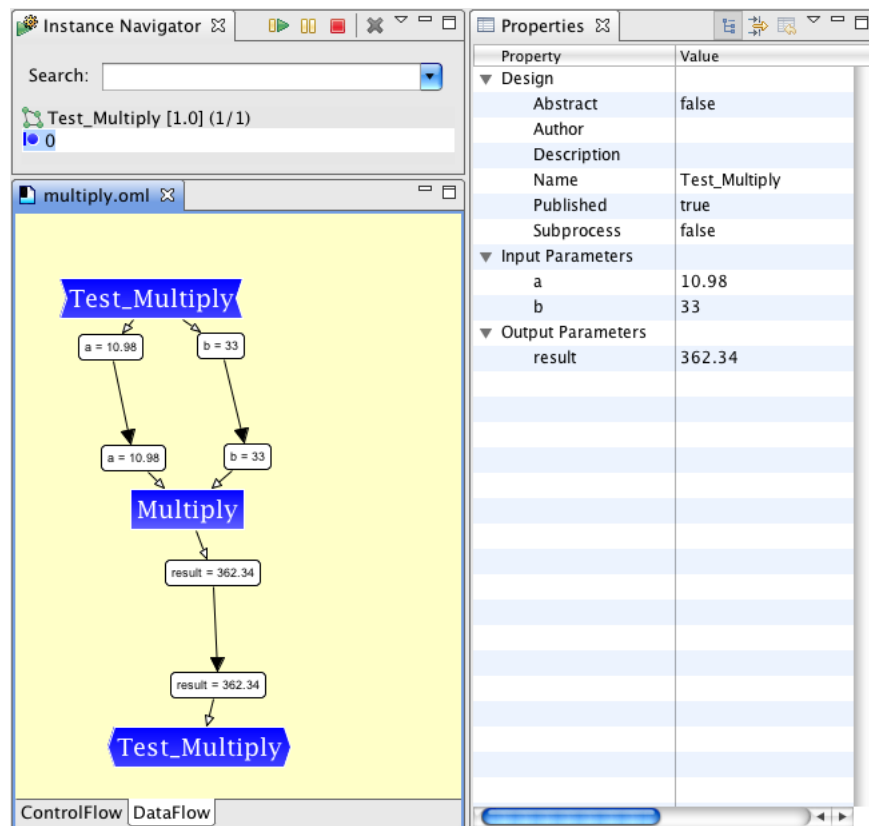 Instance Navigator
Search:
Test_Multiply [1.0] (1/1)
0
multiply.oml
Test_Multiply
a = 10.98
b = 33
a = 10.98
b = 33
Multiply
result = 362.34
result = 362.34
Test_Multiply
ControlFlow DataFlow
Properties
Property Value
Design
Abstract false
Author
Description
Name Test_Multiply
Published true
Subprocess false
Input Parameters
a 10.98
b 33
Output Parameters
result 362.34